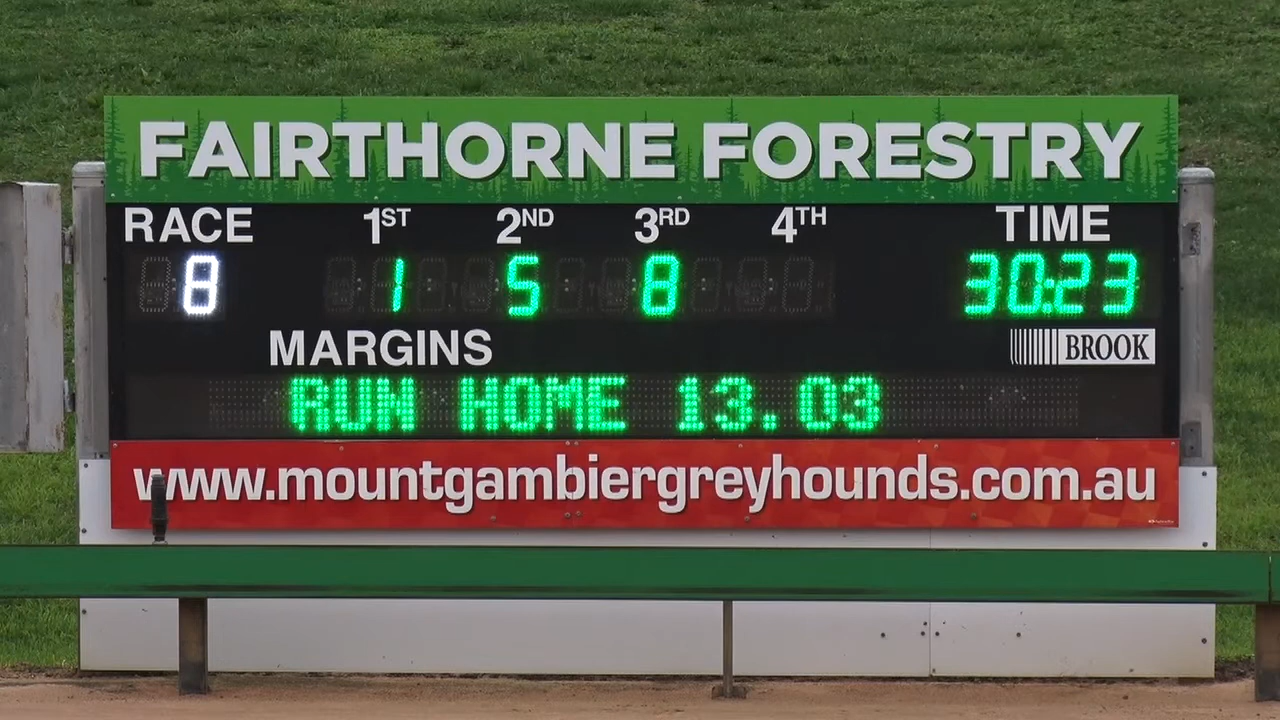 FAIRTHORNE FORESTRY
RACE 1ST 2ND 3RD 4TH TIME
8 1 5 8 30:23
MARGINS
BROOK
RUN HOME 13.03
www.mountgambiergreyhounds.com.au